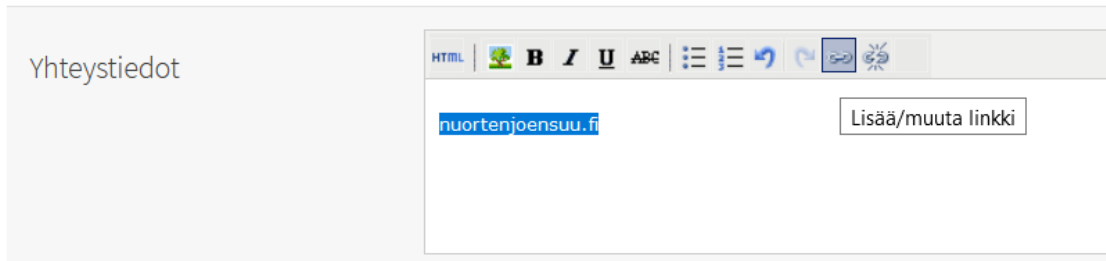 Yhteystiedot
HTML B I U ABC
nuortenjoensuu.fi
Lisää/muuta linkki